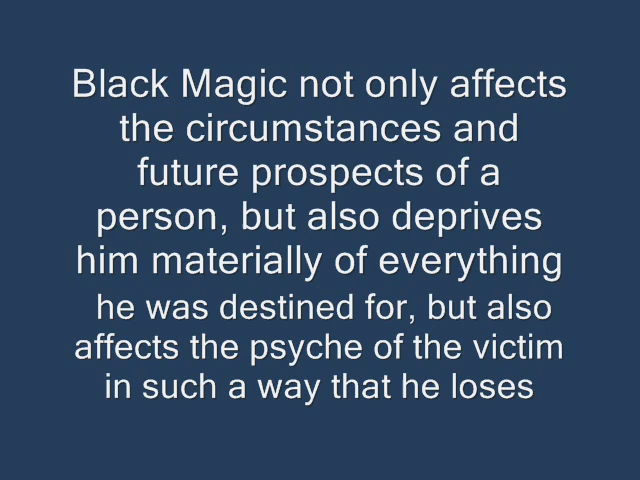 Black Magic not only affects
the circumstances and
future prospects of a
person, but also deprives
him materially of everything
he was destined for, but also
affects the psyche of the victim
in such a way that he loses